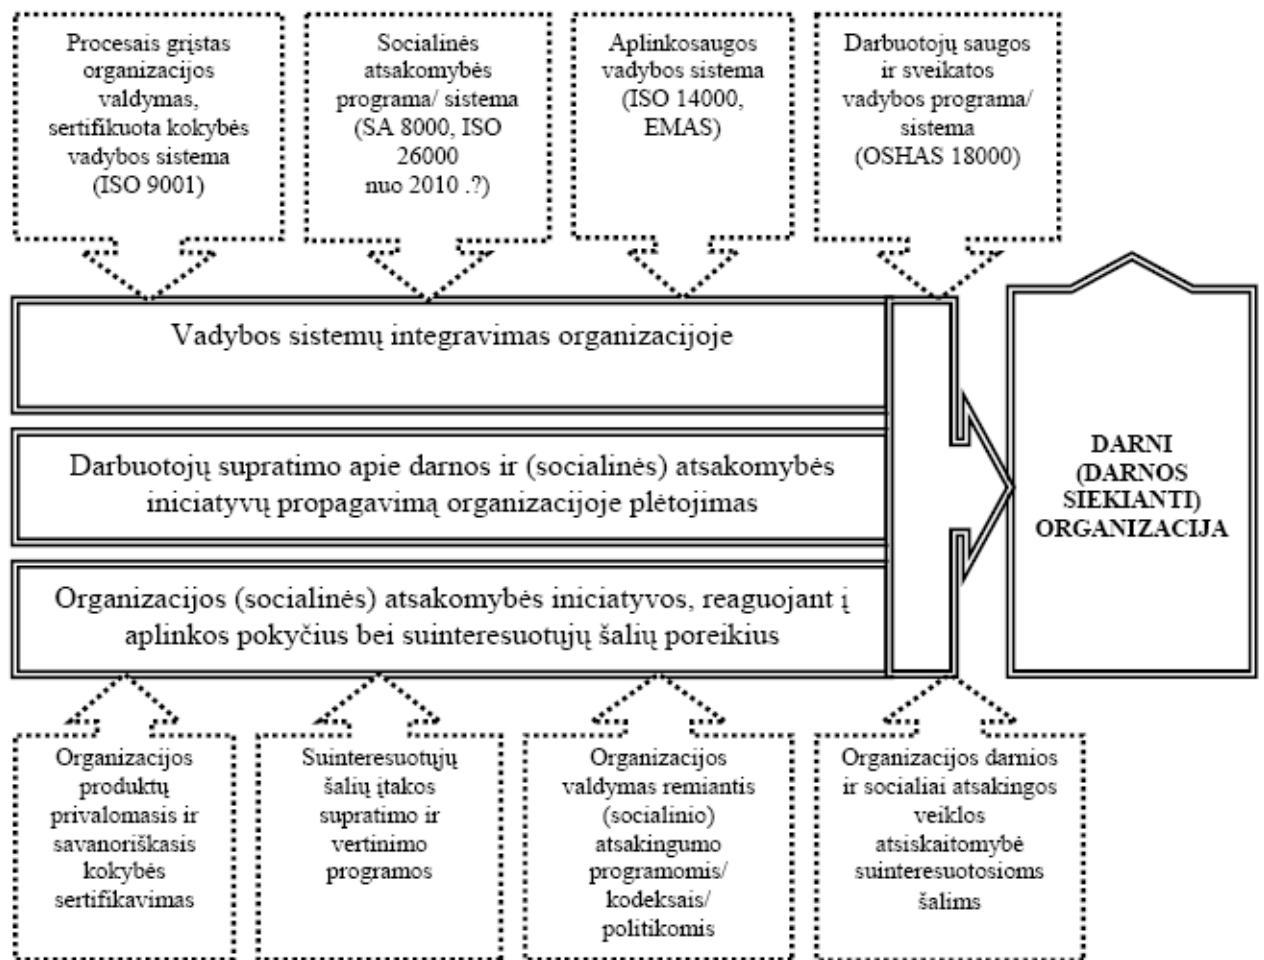 Procesais grįstas
organizacijos
valdymas,
sertifikuota kokybės
vadybos sistema
(ISO 9001)
Socialinės
atsakomybės
programa/ sistema
(SA 8000, ISO
26000
nuo 2010 .?)
Aplinkosaugos
vadybos sistema
(ISO 14000,
EMAS)
Darbuotojų saugos
ir sveikatos
vadybos programa/
sistema
(OSHAS 18000)
Vadybos sistemų integravimas organizacijoje
Darbuotojų supratimo apie darnos ir (socialinės) atsakomybės
iniciatyvų propagavimą organizacijoje plėtojimas
Organizacijos (socialinės) atsakomybės iniciatyvos, reaguojant į
aplinkos pokyčius bei suinteresuotųjų šalių poreikius
DARNI
(DARNOS
SIEKIANTI)
ORGANIZACIJA
Organizacijos
produktų
privalomasis ir
savanoriškasis
kokybės
sertifikavimas
Suinteresuotųjų
šalių įtakos
supratimo ir
vertinimo
programos
Organizacijos
valdymas remiantis
(socialinio)
atsakingumo
programomis/
kodeksais/
politikomis
Organizacijos darnios
ir socialiai atsakingos
veiklos
atsiskaitomybė
suinteresuotosioms
šalims